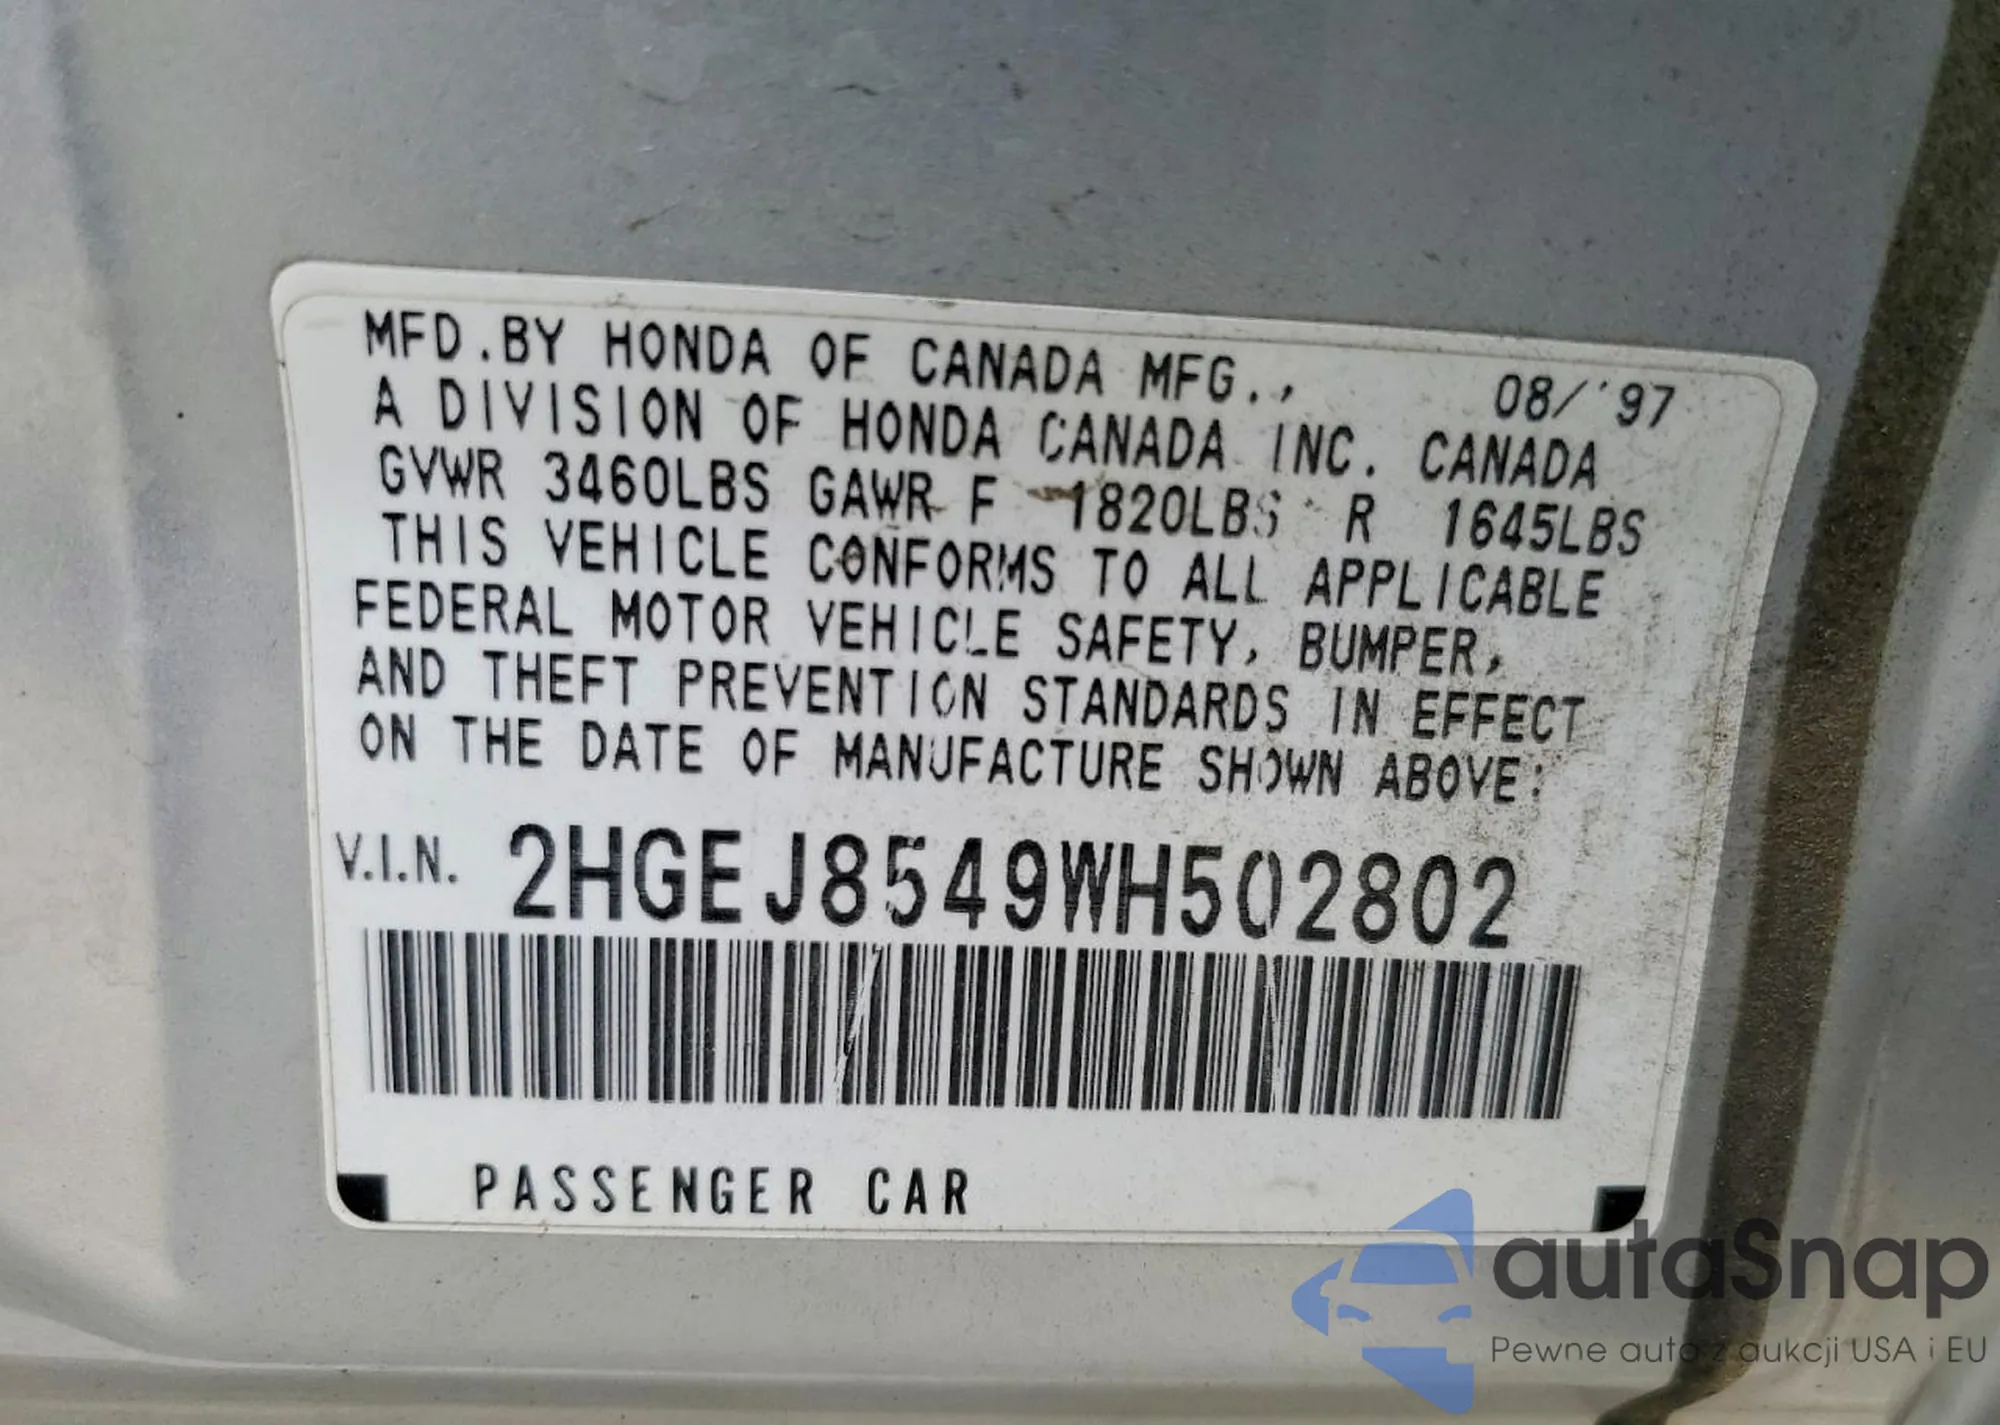 MFD.BY HONDA OF CANADA MFG., 08/'97
A DIVISION OF HONDA CANADA INC. CANADA
GVWR 3460LBS GAWR F 1820LBS R 1645LBS
THIS VEHICLE CONFORMS TO ALL APPLICABLE
FEDERAL MOTOR VEHICLE SAFETY, BUMPER,
AND THEFT PREVENTION STANDARDS IN EFFECT
ON THE DATE OF MANUFACTURE SHOWN ABOVE:
V.I.N. 2HGEJ8549WH502802
PASSENGER CAR
autaSnap
Pewne auto z aukcji USA i EU